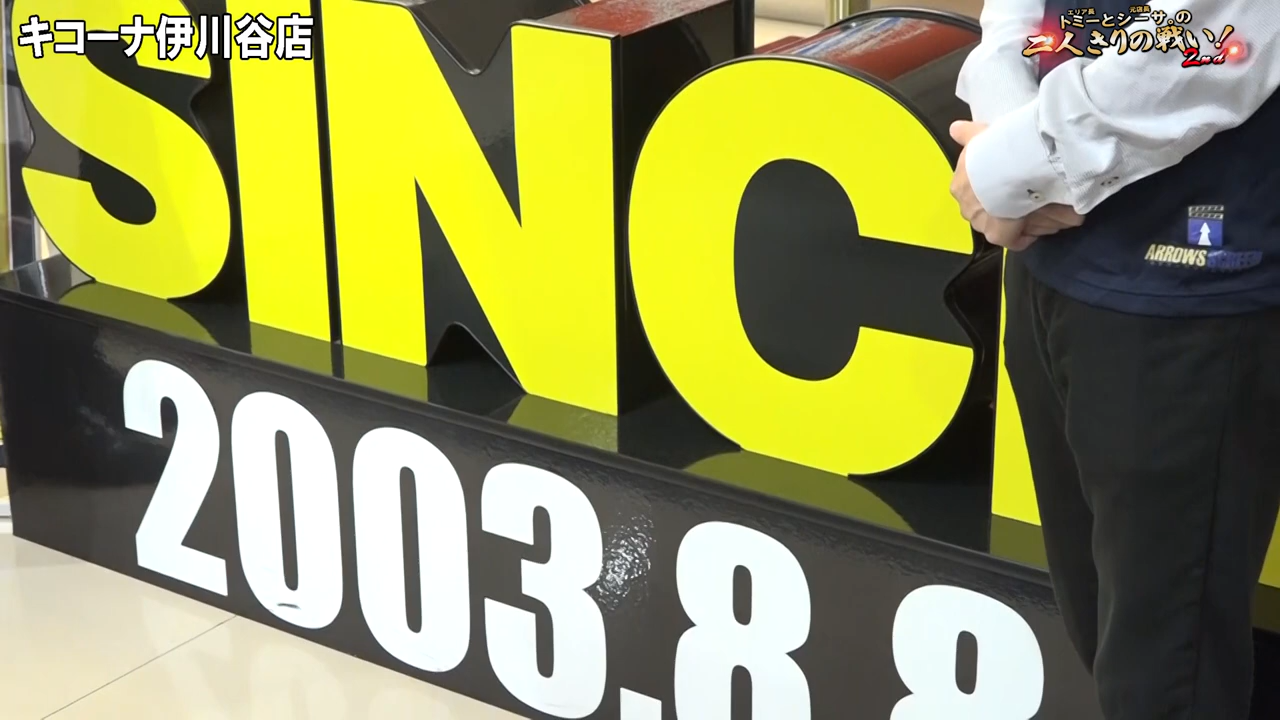 キコーナ伊川谷店
エリア長 元店長
トミーとシーサ。の
二人きりの戦い!
2nd
SINC
2003.8.8
ARROWS SCREEN